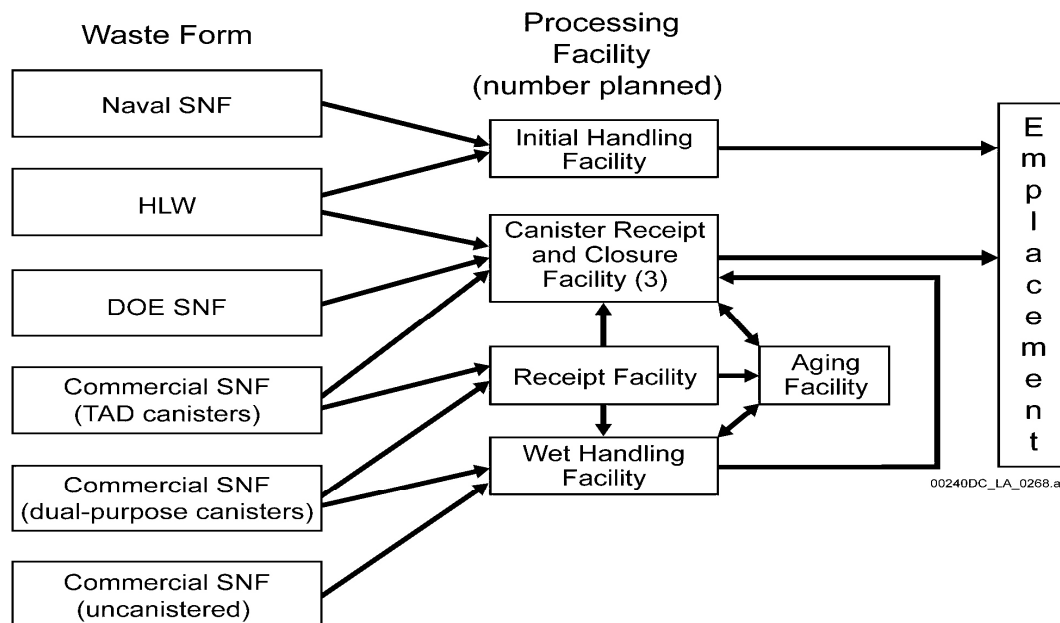 Waste Form
Processing
Facility
(number planned)
Naval SNF
HLW
DOE SNF
Commercial SNF
(TAD canisters)
Commercial SNF
(dual-purpose canisters)
Commercial SNF
(uncanistered)
Initial Handling
Facility
Canister Receipt
and Closure
Facility (3)
Receipt Facility
Aging
Facility
Wet Handling
Facility
E
m
p
l
a
c
e
m
e
n
t
00240DC_LA_0268.a